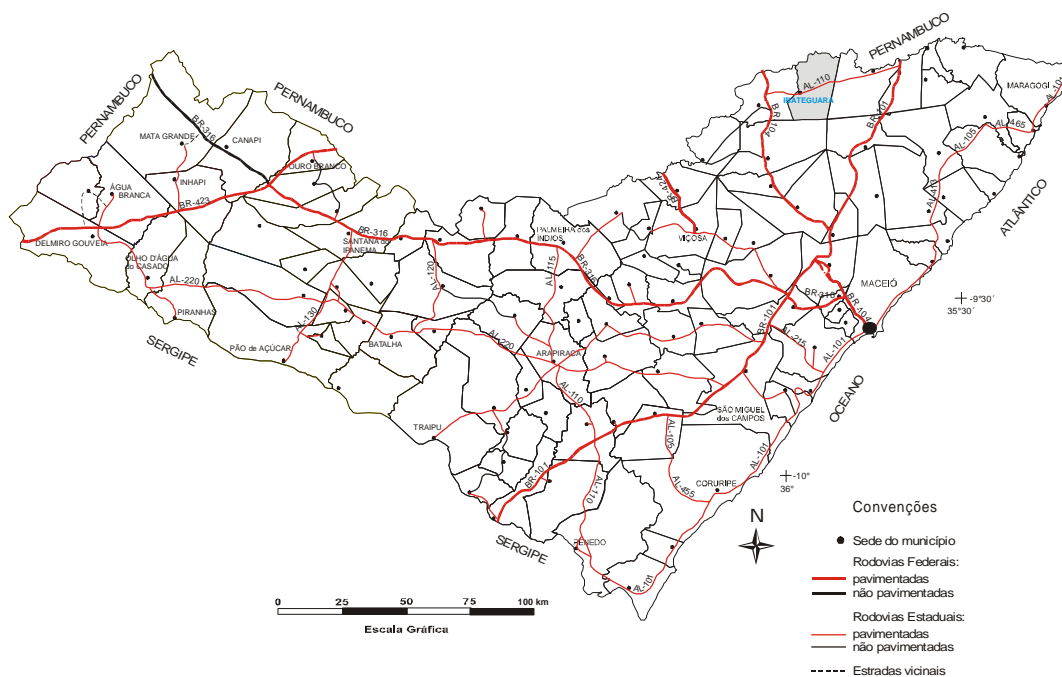 PERNAMBUCO
PERNAMBUCO
PERNAMBUCO
MARAGOGI
AL-101
AL-110
IBATEGUARA
BR-104
BR-101
AL-465
AL-105
AL-413
ATLÂNTICO
BR-316
MATA GRANDE
CANAPI
OURO BRANCO
INHAPI
ÁGUA
BRANCA
BR-423
DELMIRO GOUVEIA
BR-316
SANTANA do
IPANEMA
PALMEIRA dos
ÍNDIOS
VIÇOSA
OLHO D'ÁGUA
do CASADO
AL-220
AL-120
AL-115
BR-316
MACEIÓ
BR-316
BR-104
-9°30´
35°30´
PIRANHAS
AL-130
SERGIPE
PÃO de AÇÚCAR
BATALHA
AL-220
ARAPIRACA
BR-101
AL-215
AL-101
OCEANO
AL-110
TRAIPU
SÃO MIGUEL
dos CAMPOS
AL-105
AL-101
BR-101
AL-110
AL-455
CORURIPE
-10°
36°
SERGIPE
PENEDO
AL-101
N
0 25 50 75 100 km
Escala Gráfica
Convenções
Sede do município
Rodovias Federais:
pavimentadas
não pavimentadas
Rodovias Estaduais:
pavimentadas
não pavimentadas
Estradas vicinais